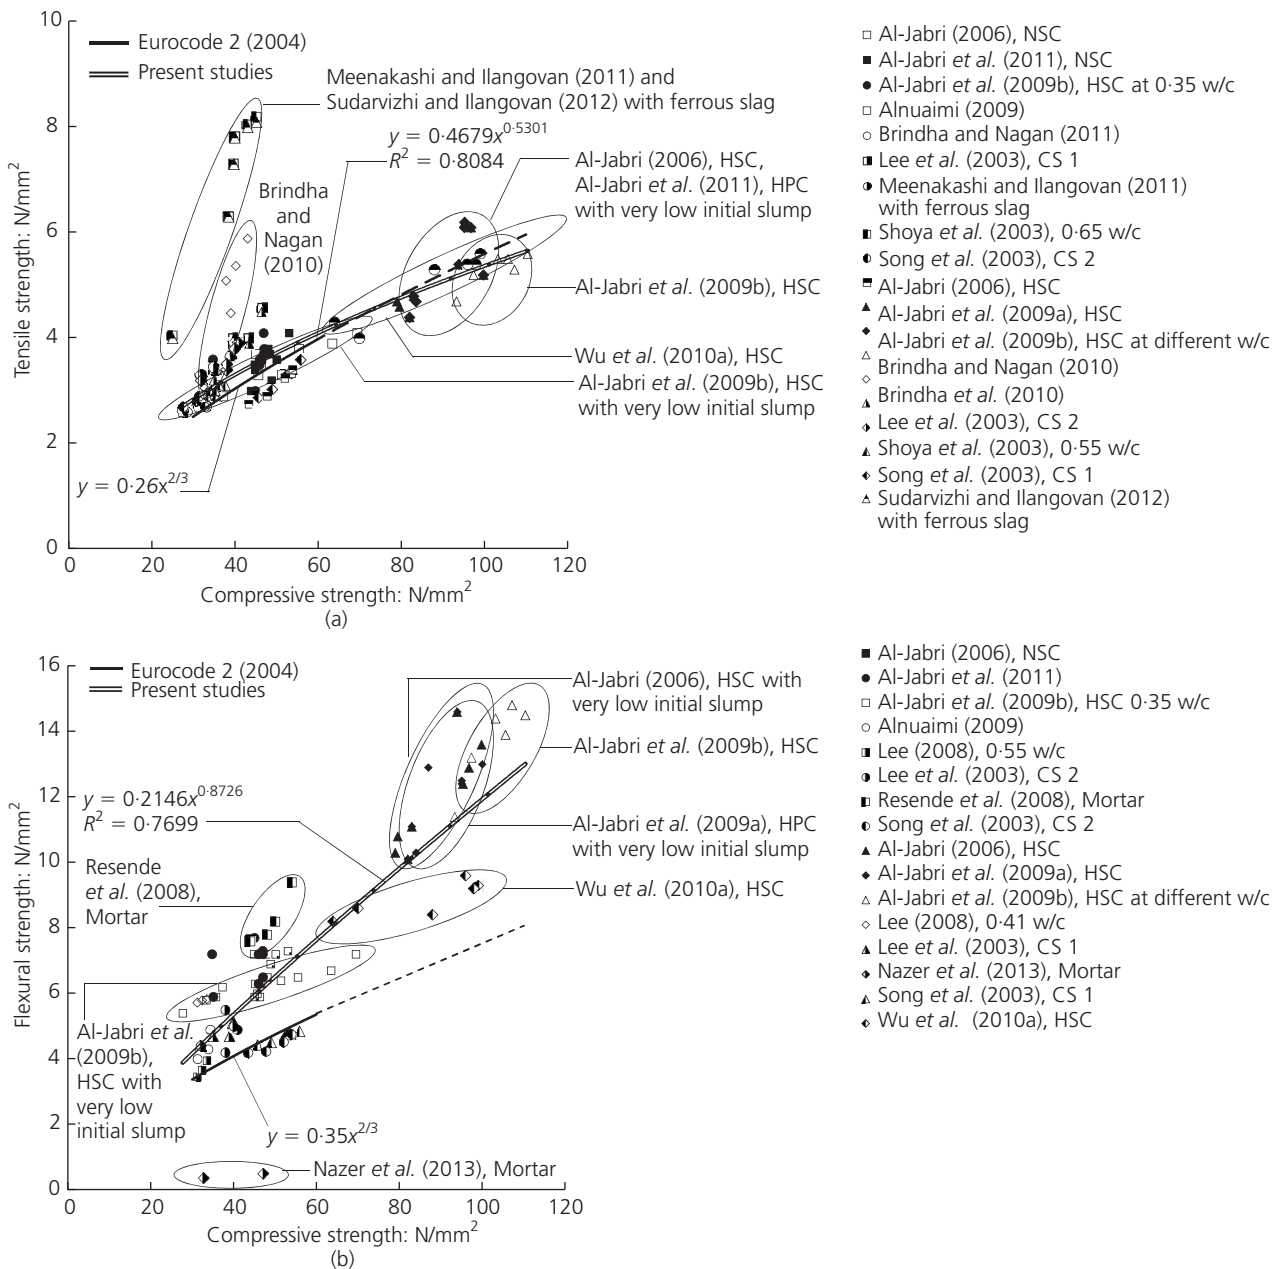 10
8
6
4
2
0
0
20
40
60
80
100
120
Tensile strength: N/mm²
Compressive strength: N/mm²
(a)
Eurocode 2 (2004)
Present studies
Meenakashi and Ilangovan (2011) and
Sudarvizhi and Ilangovan (2012) with ferrous slag
y = 0·4679x^0·5301
R² = 0·8084
Al-Jabri (2006), HSC,
Al-Jabri et al. (2011), HPC
with very low initial slump
Brindha
and
Nagan
(2010)
Al-Jabri et al. (2009b), HSC
Wu et al. (2010a), HSC
Al-Jabri et al. (2009b), HSC
with very low initial slump
y = 0·26x^2/3
Al-Jabri (2006), NSC
Al-Jabri et al. (2011), NSC
Al-Jabri et al. (2009b), HSC at 0·35 w/c
Alnuaimi (2009)
Brindha and Nagan (2011)
Lee et al. (2003), CS 1
Meenakashi and Ilangovan (2011)
with ferrous slag
Shoya et al. (2003), 0·65 w/c
Song et al. (2003), CS 2
Al-Jabri (2006), HSC
Al-Jabri et al. (2009a), HSC
Al-Jabri et al. (2009b), HSC at different w/c
Brindha and Nagan (2010)
Brindha et al. (2010)
Lee et al. (2003), CS 2
Shoya et al. (2003), 0·55 w/c
Song et al. (2003), CS 1
Sudarvizhi and Ilangovan (2012)
with ferrous slag
16
14
12
10
8
6
4
2
0
0
20
40
60
80
100
120
Flexural strength: N/mm²
Compressive strength: N/mm²
(b)
Eurocode 2 (2004)
Present studies
Al-Jabri (2006), HSC with
very low initial slump
Al-Jabri et al. (2009b), HSC
y = 0·2146x^0·8726
R² = 0·7699
Al-Jabri et al. (2009a), HPC
with very low initial slump
Resende
et al. (2008),
Mortar
Wu et al. (2010a), HSC
Al-Jabri et al.
(2009b),
HSC with
very low
initial slump
y = 0·35x^2/3
Nazer et al. (2013), Mortar
Al-Jabri (2006), NSC
Al-Jabri et al. (2011)
Al-Jabri et al. (2009b), HSC 0·35 w/c
Alnuaimi (2009)
Lee (2008), 0·55 w/c
Lee et al. (2003), CS 2
Resende et al. (2008), Mortar
Song et al. (2003), CS 2
Al-Jabri (2006), HSC
Al-Jabri et al. (2009a), HSC
Al-Jabri et al. (2009b), HSC at different w/c
Lee (2008), 0·41 w/c
Lee et al. (2003), CS 1
Nazer et al. (2013), Mortar
Song et al. (2003), CS 1
Wu et al. (2010a), HSC